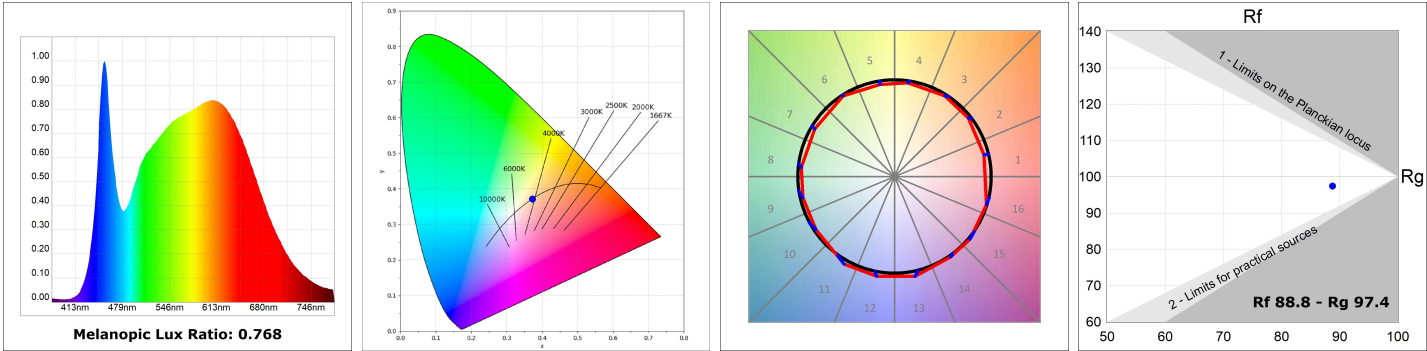 1.00
0.90
0.80
0.70
0.60
0.50
0.40
0.30
0.20
0.10
0.00
413nm 479nm 546nm 613nm 680nm 746nm
Melanopic Lux Ratio: 0.768
0.9
0.8
0.7
0.6
0.5
0.4
0.3
0.2
0.1
0.0
y
0.0 0.1 0.2 0.3 0.4 0.5 0.6 0.7 0.8
x
1667K
2000K
2500K
3000K
4000K
6000K
10000K
1
2
3
4
5
6
7
8
9
10
11
12
13
14
15
16
Rf
140
130
120
110
100
90
80
70
60
50 60 70 80 90 100
Rg
1 - Limits on the Planckian locus
2 - Limits for practical sources
Rf 88.8 - Rg 97.4